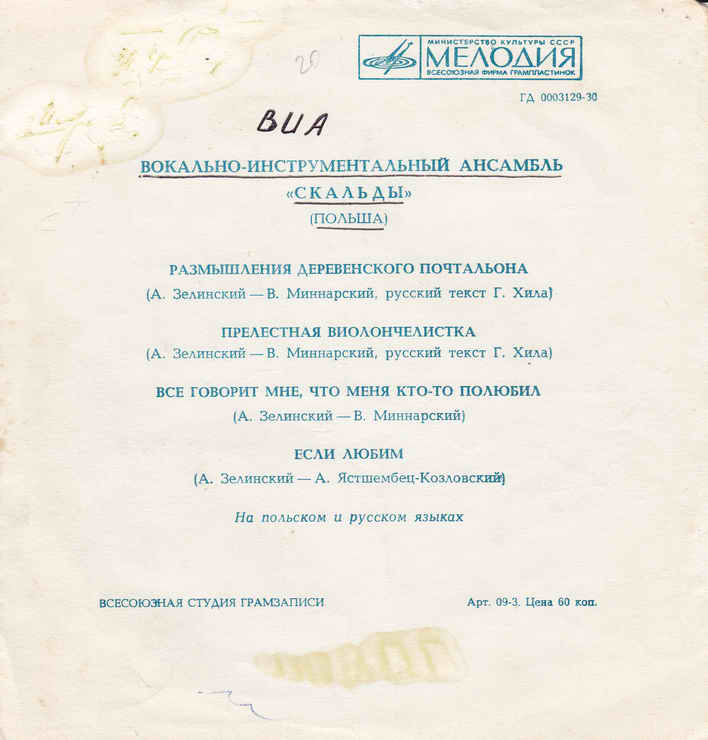 20
МИНИСТЕРСТВО КУЛЬТУРЫ СССР
МЕЛОДИЯ
ВСЕСОЮЗНАЯ ФИРМА ГРАМПЛАСТИНОК
ГД 0003129-30
ВИА
ВОКАЛЬНО-ИНСТРУМЕНТАЛЬНЫЙ АНСАМБЛЬ
«СКАЛЬДЫ»
(ПОЛЬША)
РАЗМЫШЛЕНИЯ ДЕРЕВЕНСКОГО ПОЧТАЛЬОНА
(А. Зелинский — В. Миннарский, русский текст Г. Хила)
ПРЕЛЕСТНАЯ ВИОЛОНЧЕЛИСТКА
(А. Зелинский — В. Миннарский, русский текст Г. Хила)
ВСЕ ГОВОРИТ МНЕ, ЧТО МЕНЯ КТО-ТО ПОЛЮБИЛ
(А. Зелинский — В. Миннарский)
ЕСЛИ ЛЮБИМ
(А. Зелинский — А. Ястшембец-Козловский)
На польском и русском языках
ВСЕСОЮЗНАЯ СТУДИЯ ГРАМЗАПИСИ
Арт. 09-3. Цена 60 коп.